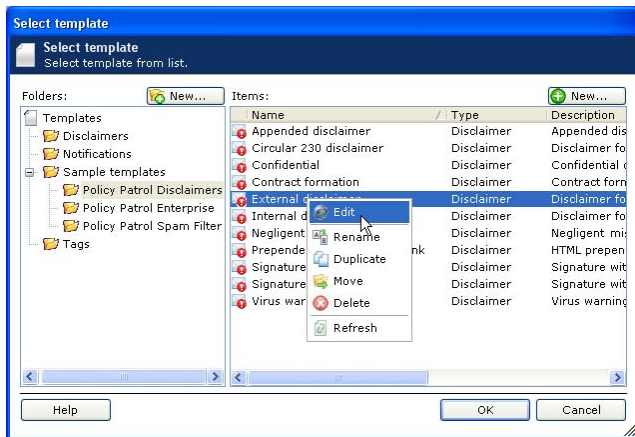 Select template
Select template
Select template from list.
Folders: New... Items: New...
Templates
Disclaimers
Notifications
Sample templates
Policy Patrol Disclaimers
Policy Patrol Enterprise
Policy Patrol Spam Filter
Tags
Name / Type Description
Appended disclaimer Disclaimer Appended dis
Circular 230 disclaimer Disclaimer Disclaimer fo
Confidential Disclaimer Confidential
Contract formation Disclaimer Contract form
External disclaimer Disclaimer Disclaimer fo
Internal d Disclaimer Disclaimer fo
Negligent Disclaimer Negligent mis
Prepende nk Disclaimer HTML prepen
Signature Disclaimer Signature wit
Signature Disclaimer Signature wit
Virus war Disclaimer Virus warning
Edit
Rename
Duplicate
Move
Delete
Refresh
Help OK Cancel